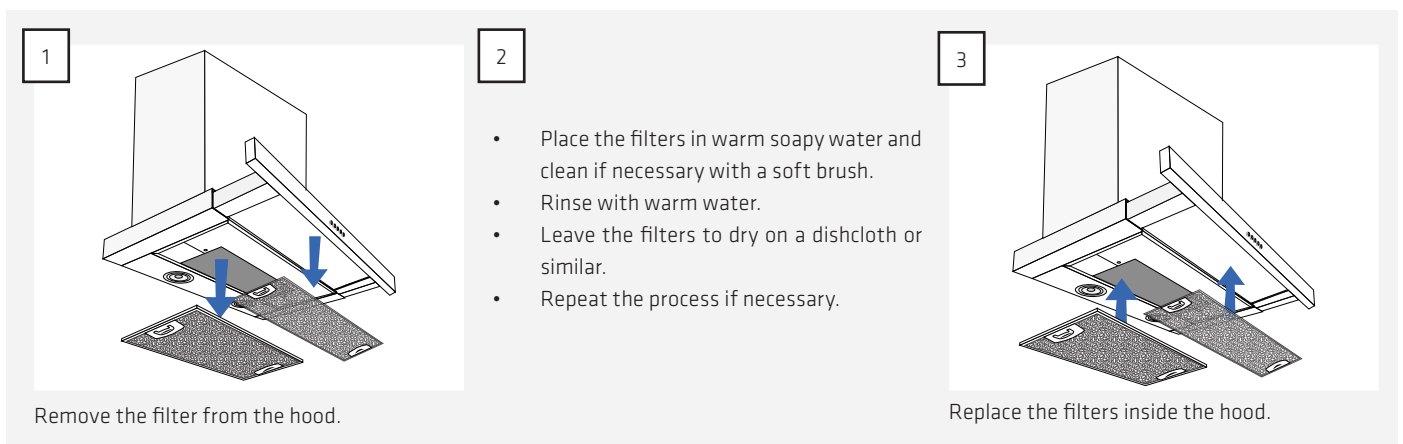 1
Remove the filter from the hood.
2
• Place the filters in warm soapy water and
clean if necessary with a soft brush.
• Rinse with warm water.
• Leave the filters to dry on a dishcloth or
similar.
• Repeat the process if necessary.
3
Replace the filters inside the hood.